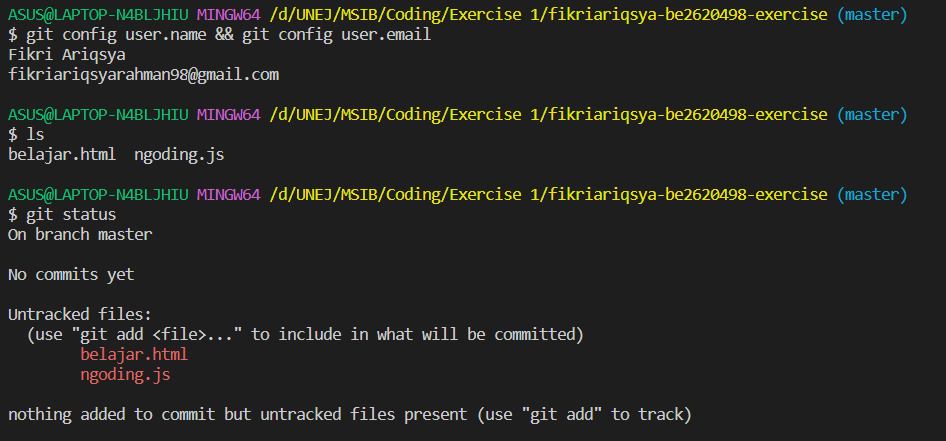 ASUS@LAPTOP-N4BLJHIU MINGW64 /d/UNEJ/MSIB/Coding/Exercise 1/fikriariqsya-be2620498-exercise (master)
$ git config user.name && git config user.email
Fikri Ariqsya
fikriariqsyarahman98@gmail.com
ASUS@LAPTOP-N4BLJHIU MINGW64 /d/UNEJ/MSIB/Coding/Exercise 1/fikriariqsya-be2620498-exercise (master)
$ ls
belajar.html  ngoding.js
ASUS@LAPTOP-N4BLJHIU MINGW64 /d/UNEJ/MSIB/Coding/Exercise 1/fikriariqsya-be2620498-exercise (master)
$ git status
On branch master
No commits yet
Untracked files:
  (use "git add <file>..." to include in what will be committed)
        belajar.html
        ngoding.js
nothing added to commit but untracked files present (use "git add" to track)